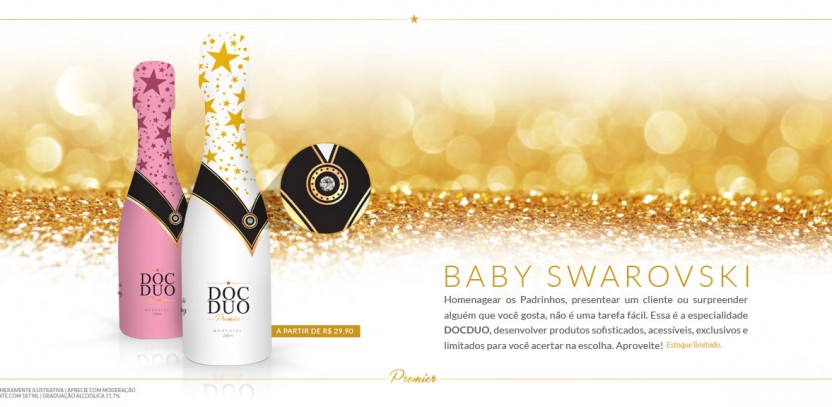 DOC
DUO
DOC
DUO
Premier
A PARTIR DE R$ 29,90
BABY SWAROVSKI
Homenagear os Padrinhos, presentear um cliente ou surpreender
alguém que você gosta, não é uma tarefa fácil. Essa é a especialidade
DOCDUO, desenvolver produtos sofisticados, acessíveis, exclusivos e
limitados para você acertar na escolha. Aproveite! Estoque limitado.
Premier
MERAMENTE ILUSTRATIVA | APRECIE COM MODERAÇÃO
NTE COM 187 ML | GRADUAÇÃO ALCOÓLICA 11,7%.